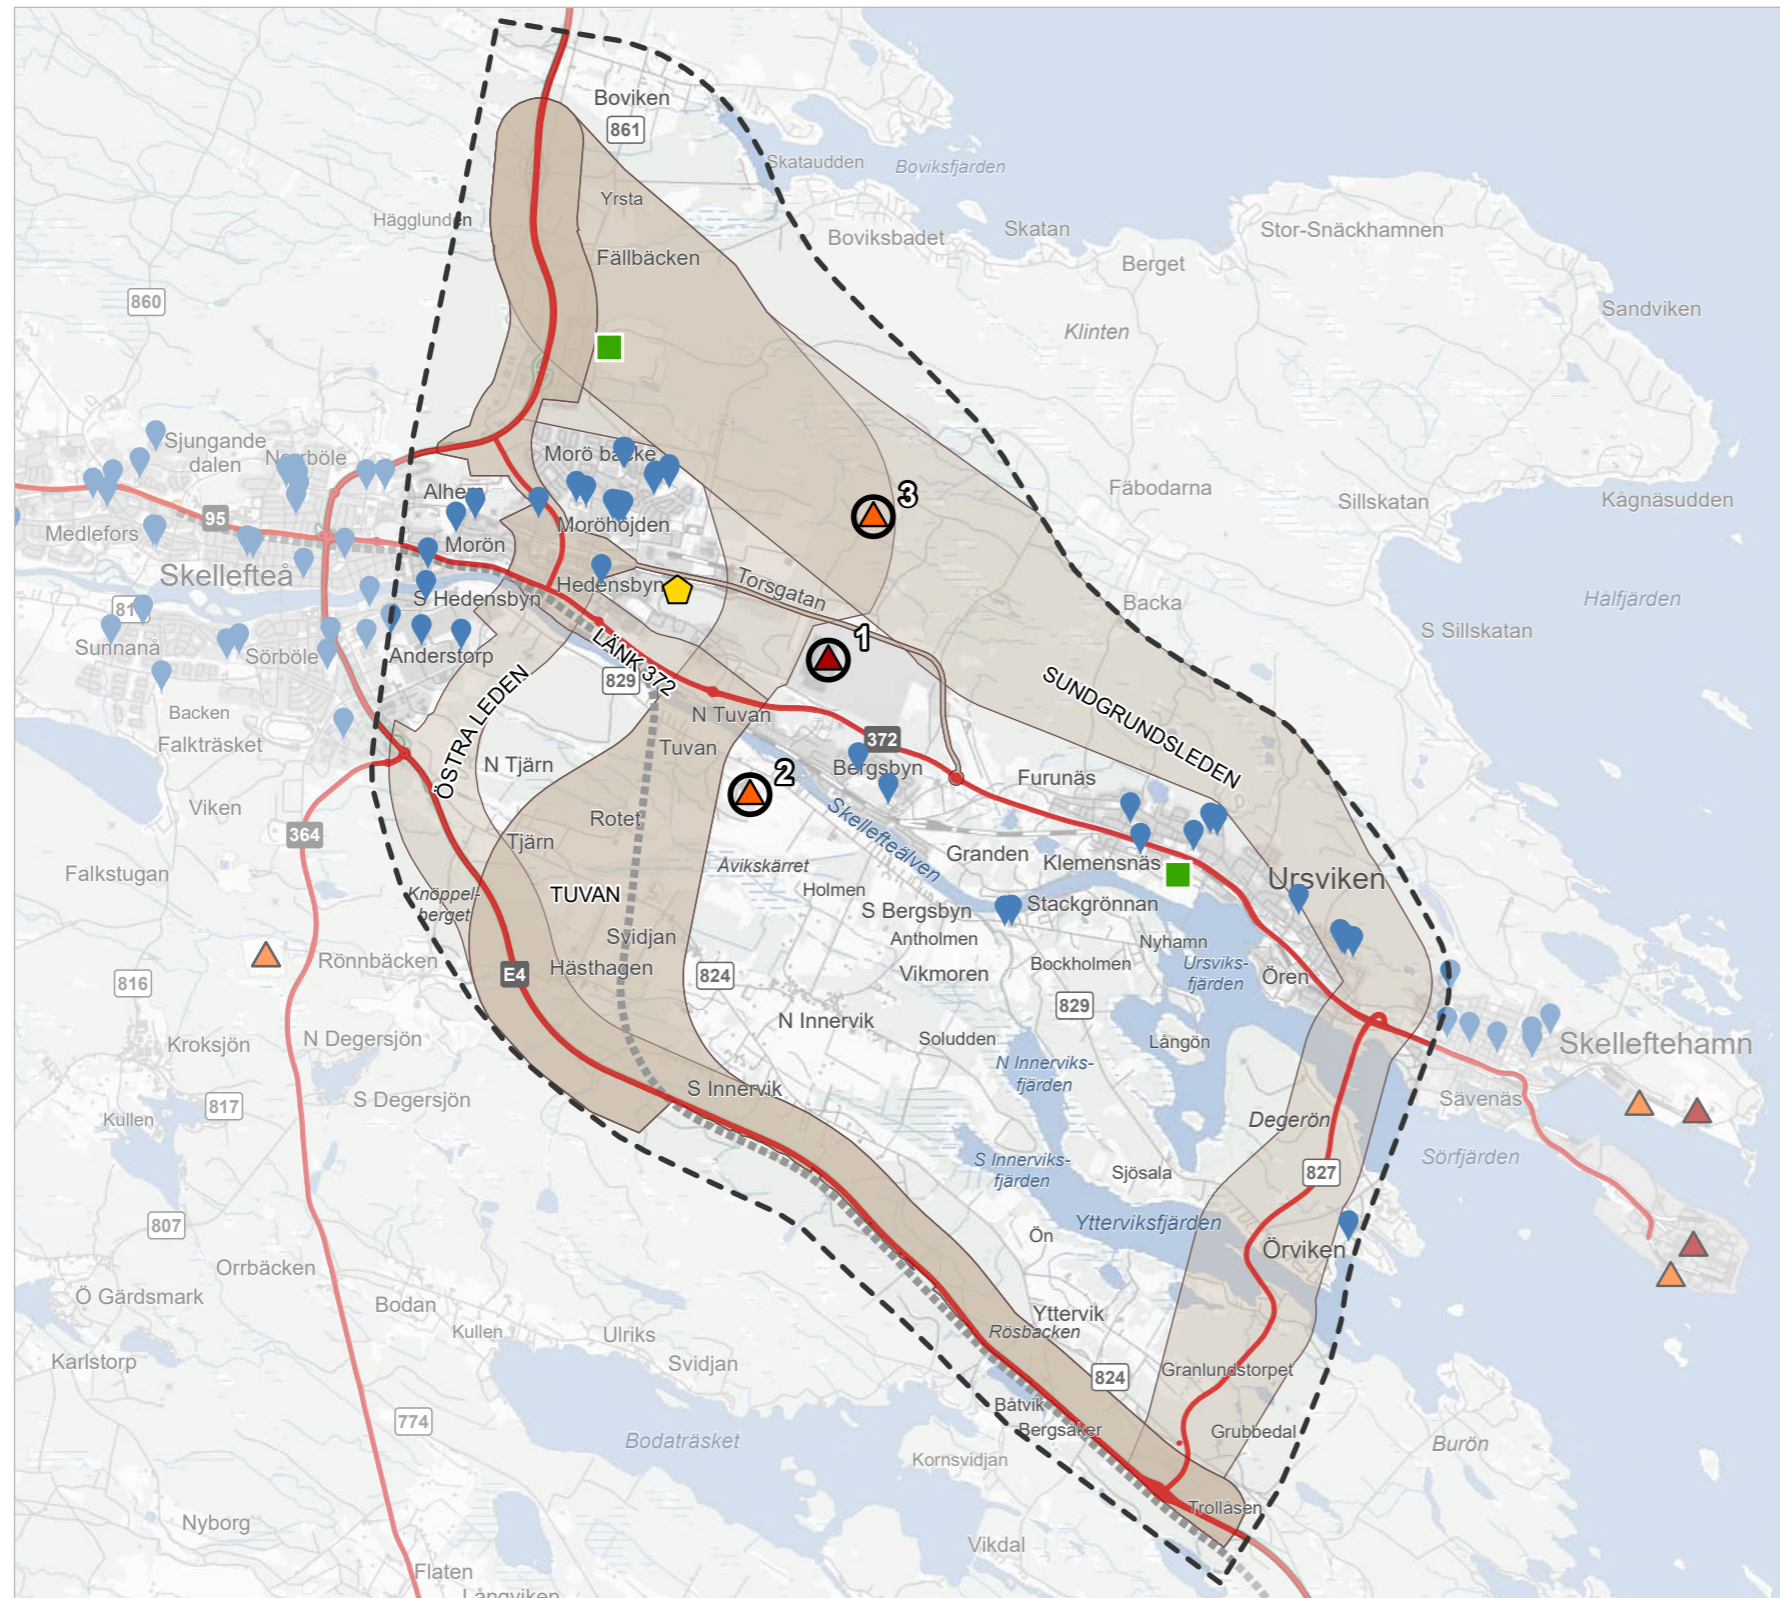 Boviken
861
Skataudden
Boviksfjärden
Yrsta
Hägglunden
Skatan
Stor-Snäckhamnen
Boviksbadet
Fällbäcken
Berget
860
Sandviken
Klinten
Sjungande
dalen
Norrböle
Morö backe
Alhem
Fäbodarna
Sillskatan
Kågnäsudden
3
95
Medlefors
Moröhöjden
Morön
Skellefteå
Hedensbyn
Torsgatan
S Hedensbyn
Backa
Halfjärden
S Sillskatan
Sunnanå
Sörböle
Anderstorp
LÄNK 372
1
829
ÖSTRA LEDEN
SUNDGRUNDSLEDEN
Backen
N Tuvan
Falkträsket
Tuvan
372
N Tjärn
Bergsbyn
Furunäs
2
Viken
Rotet
364
Tjärn
Skellefteälven
Granden
Klemensnäs
Åvikskärret
Falkstugan
Ursviken
Knöppel-
berget
TUVAN
Holmen
S Bergsbyn
Stackgrönnan
Svidjan
Antholmen
Nyhamn
Rönnbäcken
Hästhagen
E4
824
Vikmoren
Bockholmen
Ursviks-
fjärden
Ören
816
829
N Innervik
Soludden
Långön
Kroksjön
N Degersjön
Skelleftehamn
N Innerviks-
fjärden
S Innervik
Sävenäs
817
S Degersjön
Kullen
Degerön
Sörfjärden
S Innerviks-
fjärden
Sjösala
827
807
Ytterviksfjärden
Ön
Örviken
Orrbäcken
Ö Gärdsmark
Bodan
Yttervik
Kullen
Ulriks
Rösbacken
Karlstorp
Svidjan
824
Granlundstorpet
Båtvik
774
Bergsåker
Grubbedal
Bodaträsket
Burön
Kornsvidjan
Trollåsen
Nyborg
Vikdal
Flaten
Långviken